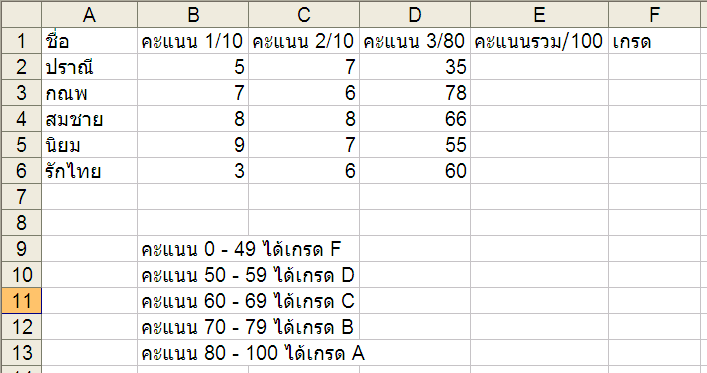 A B C D E F
1 ชื่อ คะแนน 1/10 คะแนน 2/10 คะแนน 3/80 คะแนนรวม/100 เกรด
2 ปราณี 5 7 35
3 กณพ 7 6 78
4 สมชาย 8 8 66
5 นิยม 9 7 55
6 รักไทย 3 6 60
7
8
9 คะแนน 0 - 49 ได้เกรด F
10 คะแนน 50 - 59 ได้เกรด D
11 คะแนน 60 - 69 ได้เกรด C
12 คะแนน 70 - 79 ได้เกรด B
13 คะแนน 80 - 100 ได้เกรด A